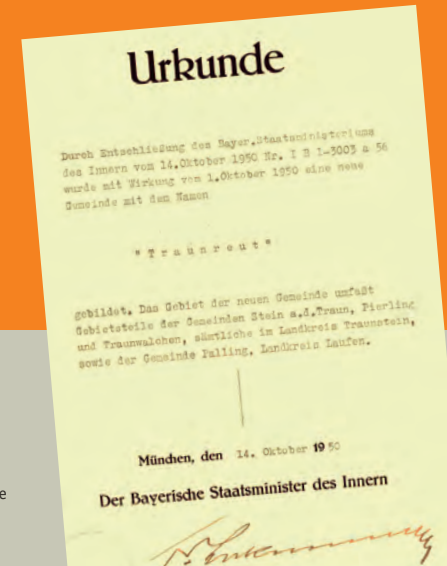 Urkunde
Durch Entschließung des Bayer.Staatsministeriums
des Innern vom 14.Oktober 1950 Nr. I B 1-3003 a 56
wurde mit Wirkung vom 1.Oktober 1950 eine neue
Gemeinde mit dem Namen
"Traunreut"
gebildet. Das Gebiet der neuen Gemeinde umfaßt
Gebietsteile der Gemeinden Stein a.d.Traun, Pierling
und Traunwalchen, sämtliche im Landkreis Traunstein,
sowie der Gemeinde Palling, Landkreis Laufen.
München, den 14. Oktober 1950
Der Bayerische Staatsminister des Innern
e